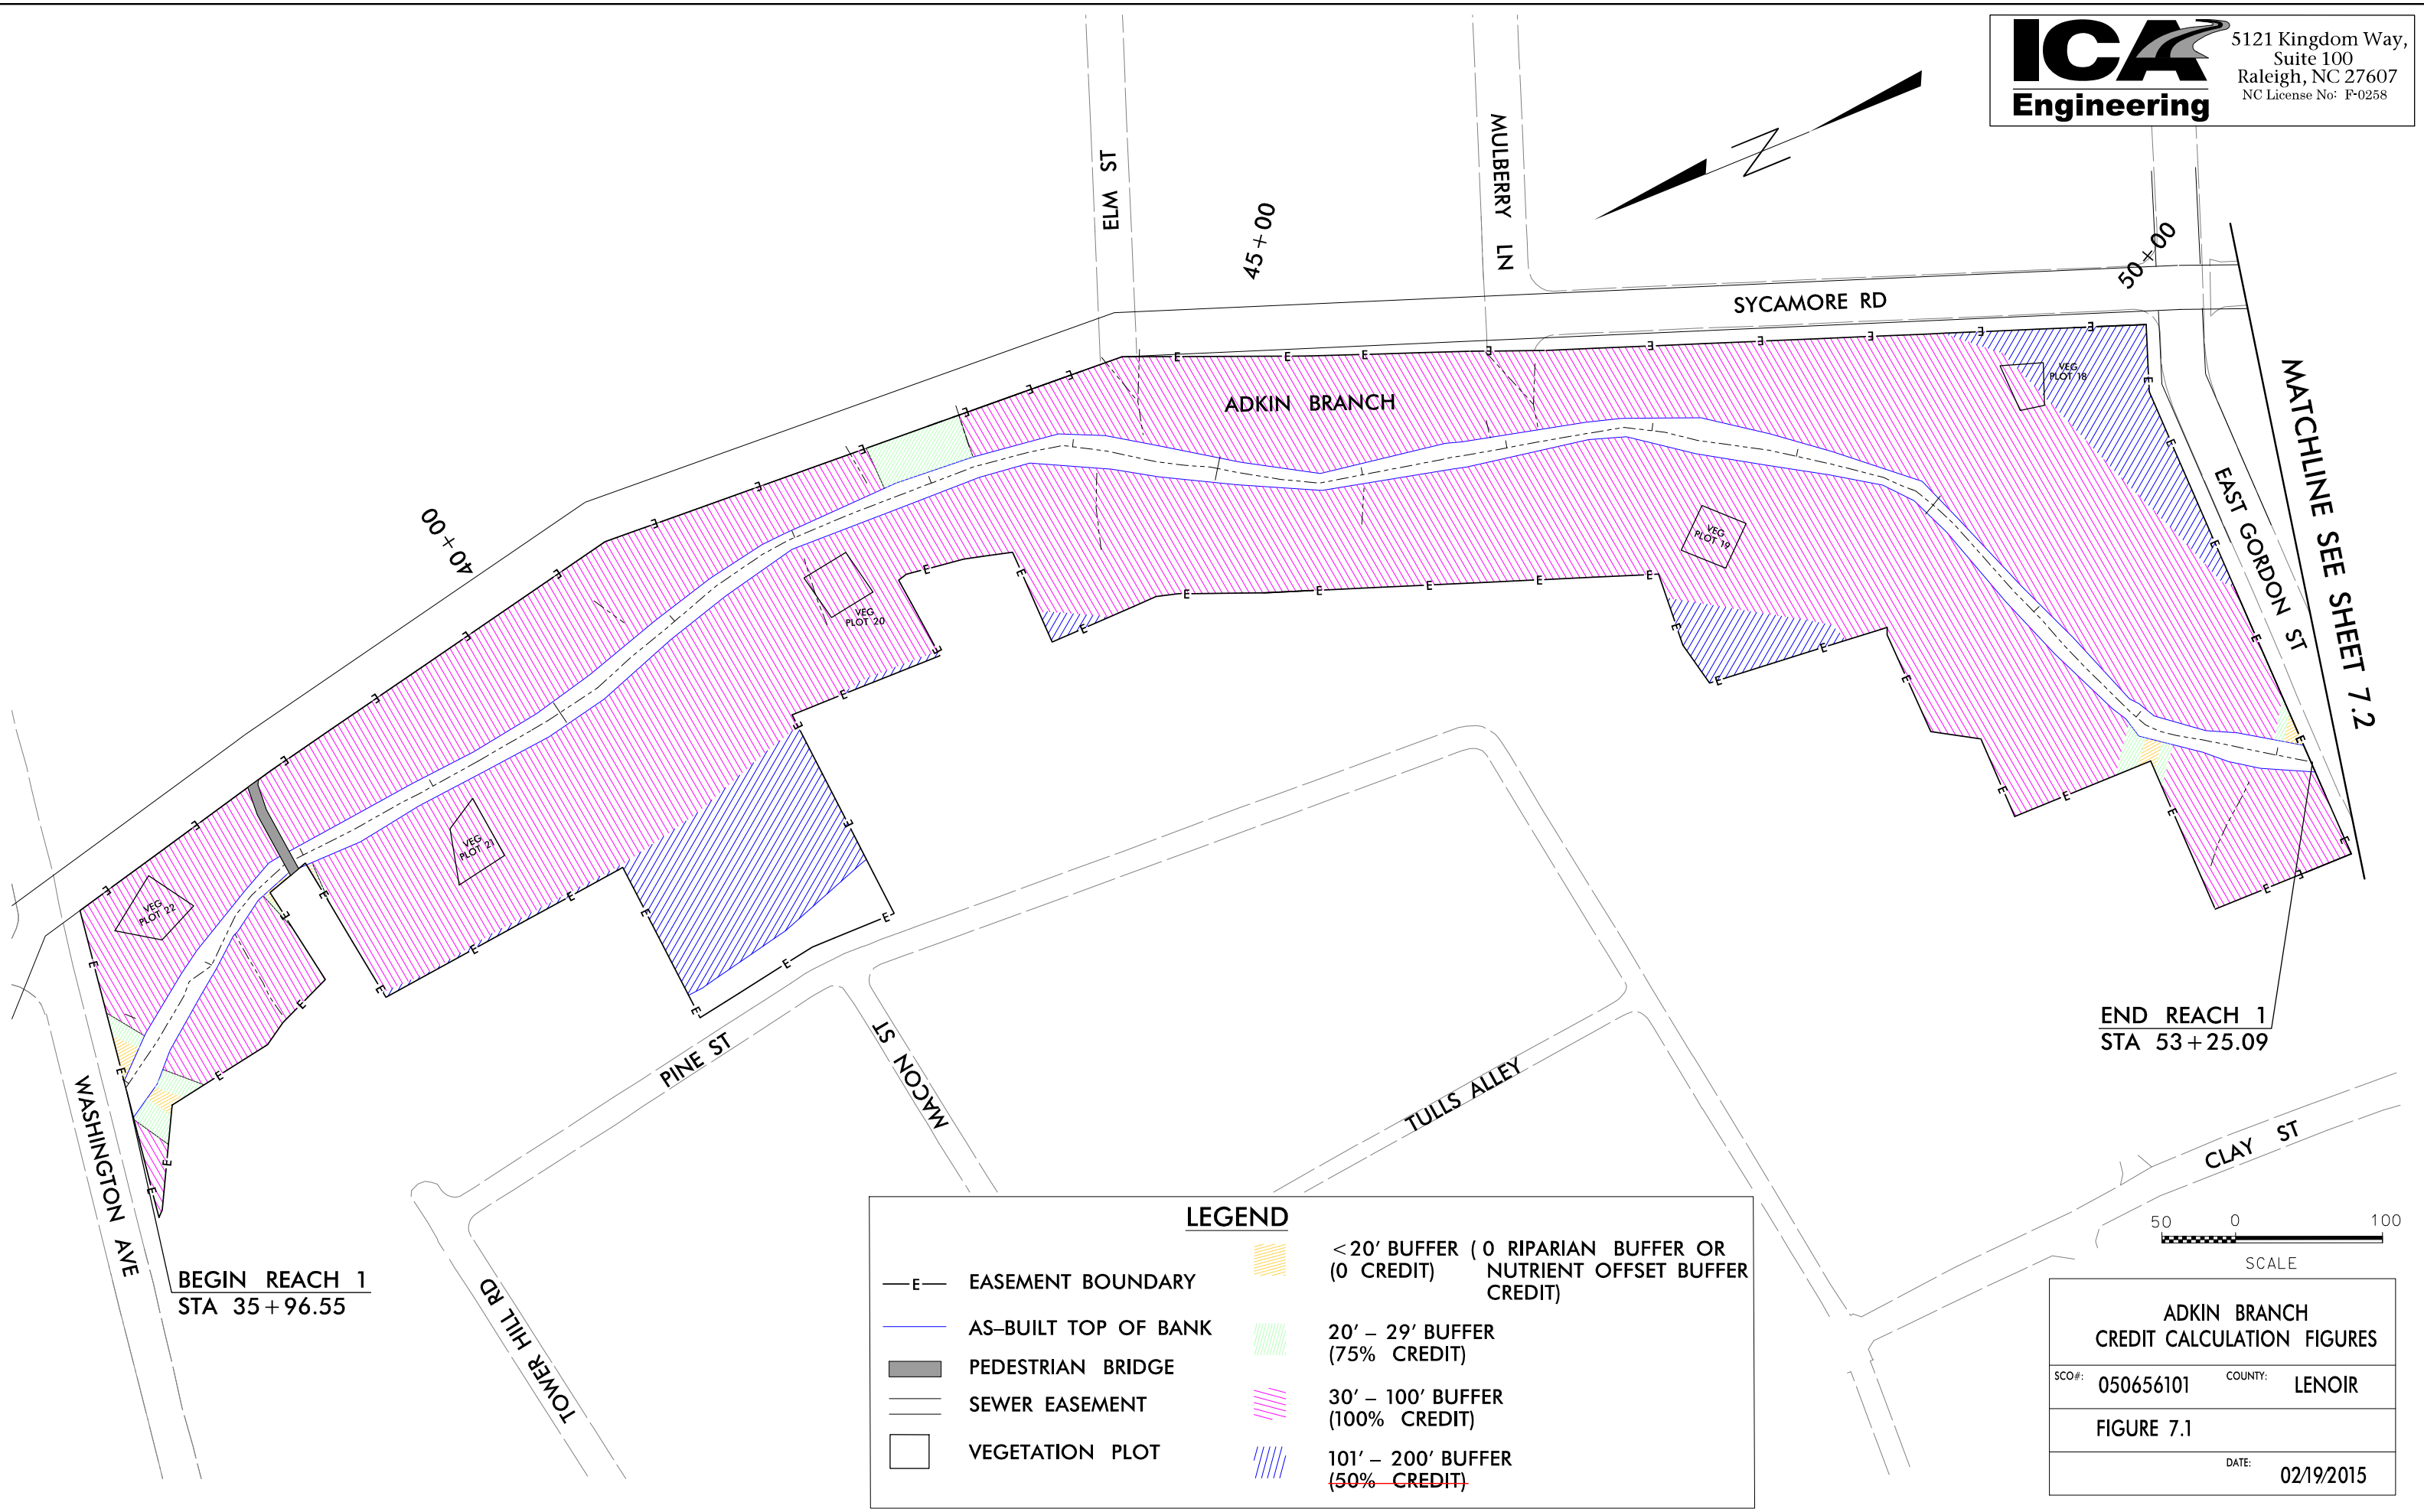 ICA
Engineering
5121 Kingdom Way,
Suite 100
Raleigh, NC 27607
NC License No: F-0258
ELM ST
MULBERRY LN
N
45+00
50+00
SYCAMORE RD
ADKIN BRANCH
VEG
PLOT 18
40+00
VEG
PLOT 19
EAST GORDON ST
MATCHLINE SEE SHEET 7.2
VEG
PLOT 20
VEG
PLOT 21
VEG
PLOT 22
END REACH 1
STA 53+25.09
PINE ST
MACON ST
TULLS ALLEY
CLAY ST
WASHINGTON AVE
TOWER HILL RD
BEGIN REACH 1
STA 35+96.55
LEGEND
E EASEMENT BOUNDARY
AS-BUILT TOP OF BANK
PEDESTRIAN BRIDGE
SEWER EASEMENT
VEGETATION PLOT
<20' BUFFER ( 0 RIPARIAN BUFFER OR
(0 CREDIT) NUTRIENT OFFSET BUFFER
CREDIT)
20' – 29' BUFFER
(75% CREDIT)
30' – 100' BUFFER
(100% CREDIT)
101' – 200' BUFFER
(50% CREDIT)
50 0 100
SCALE
ADKIN BRANCH
CREDIT CALCULATION FIGURES
SCO#: 050656101 COUNTY: LENOIR
FIGURE 7.1
DATE: 02/19/2015